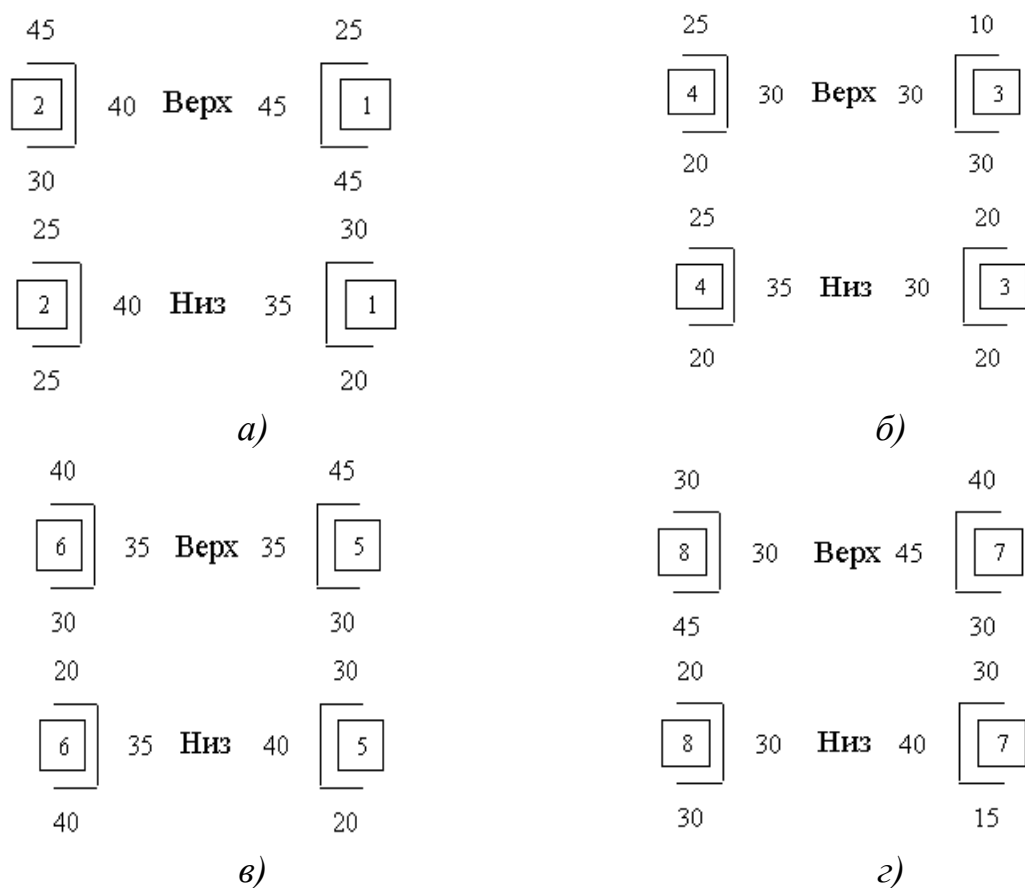 45 25
2 40 Верх 45 1
30 45
25 30
2 40 Низ 35 1
25 20
а)
25 10
4 30 Верх 30 3
20 30
25 20
4 35 Низ 30 3
20 20
б)
40 45
6 35 Верх 35 5
30 30
20 30
6 35 Низ 40 5
40 20
в)
30 40
8 30 Верх 45 7
45 30
20 30
8 30 Низ 40 7
30 15
г)